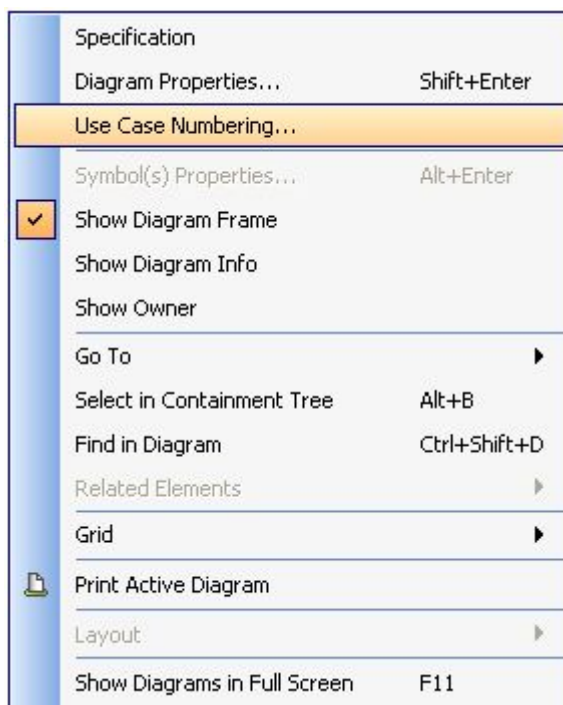 Specification
Diagram Properties... Shift+Enter
Use Case Numbering...
Symbol(s) Properties... Alt+Enter
Show Diagram Frame
Show Diagram Info
Show Owner
Go To
Select in Containment Tree Alt+B
Find in Diagram Ctrl+Shift+D
Related Elements
Grid
Print Active Diagram
Layout
Show Diagrams in Full Screen F11